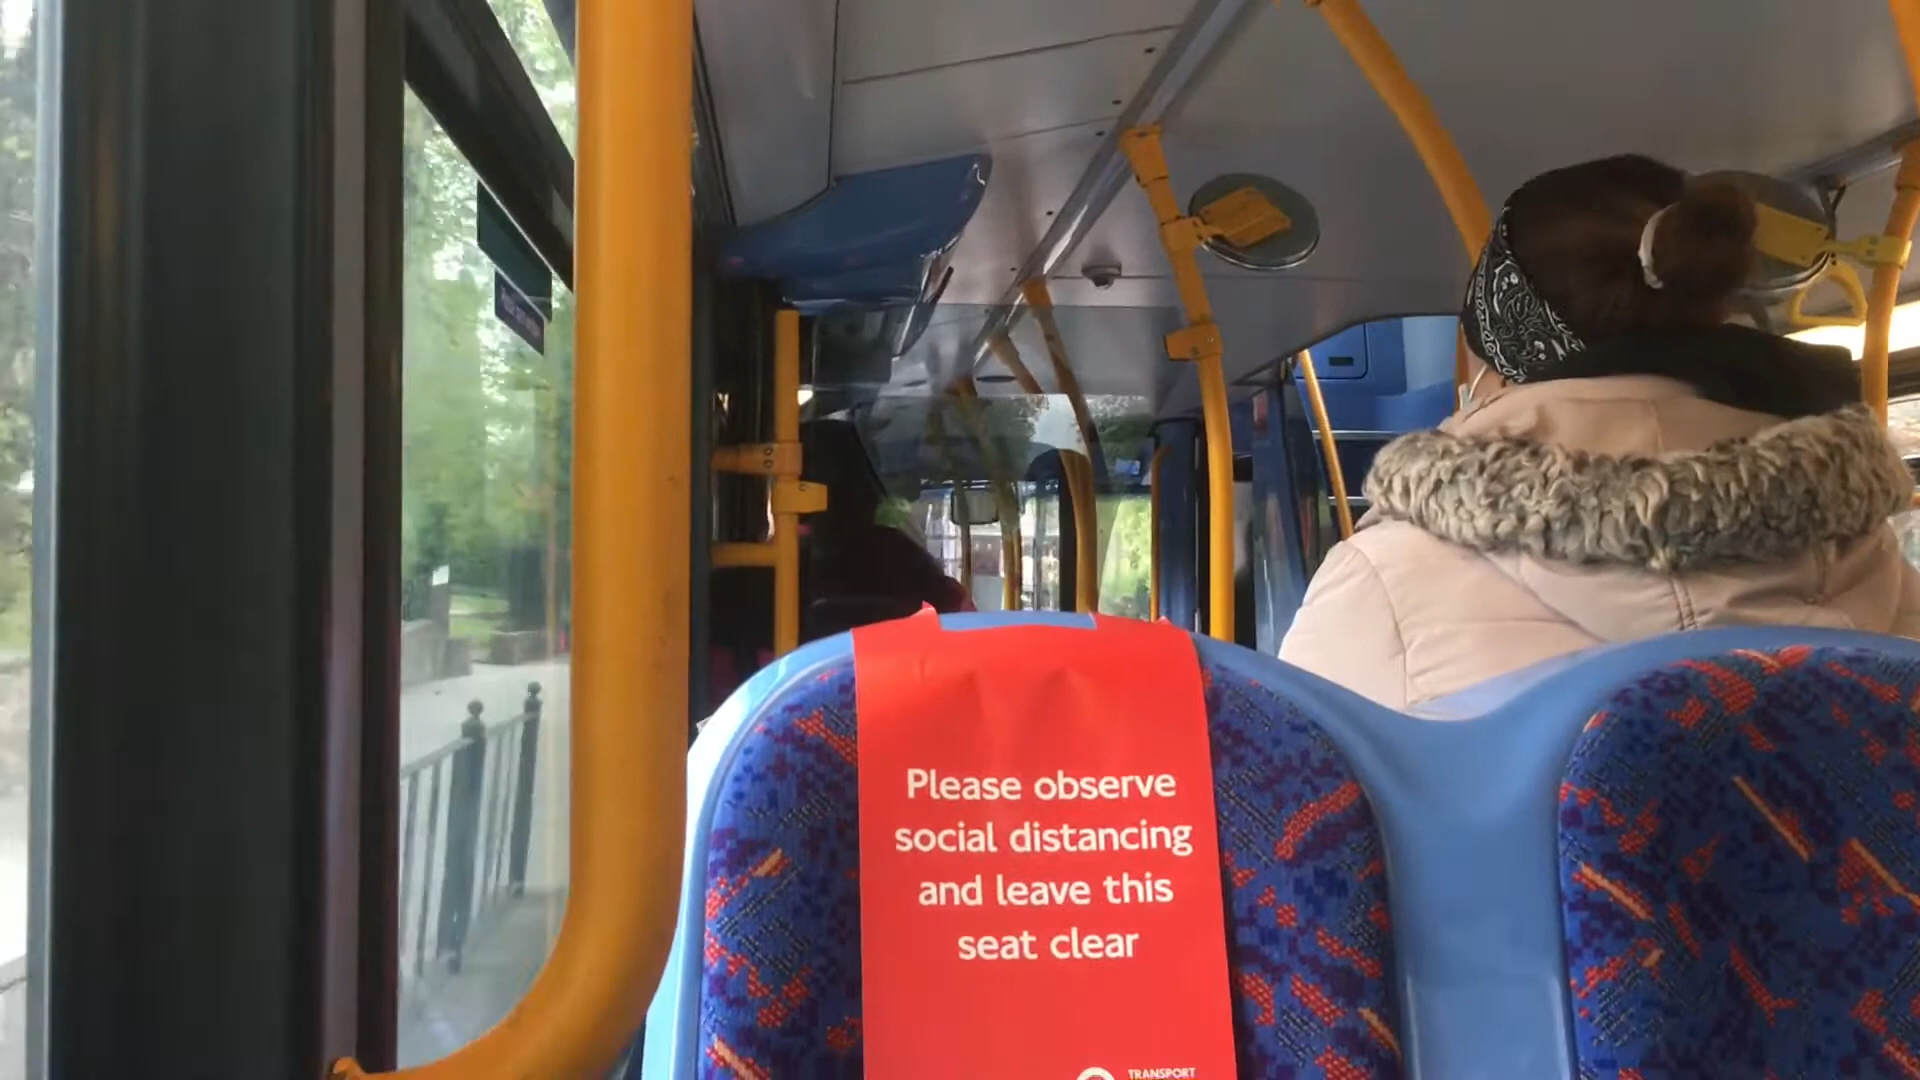 Please observe
social distancing
and leave this
seat clear
TRANSPORT